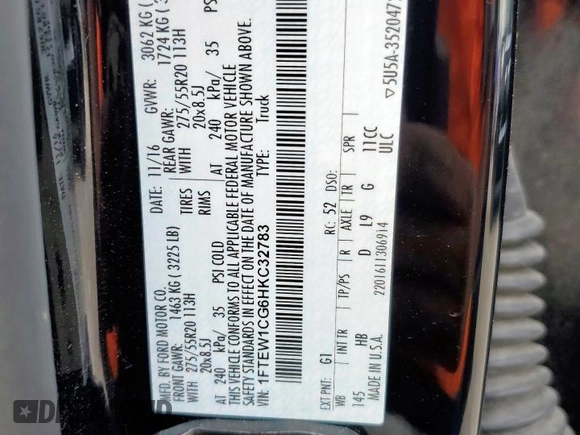 MFD. BY FORD MOTOR CO.
11/16 GVWR: 3062 KG (
FRONT GAWR: REAR GAWR:
1463 KG ( 3225 LB) 1724 KG (
275/55R20 113H TIRES WITH 275/55R20 113H
20x8.5J RIMS 20x8.5J
AT 240 kPa/ 35 PSI COLD AT 240 kPa/ 35 PSI
THIS VEHICLE CONFORMS TO ALL APPLICABLE FEDERAL MOTOR VEHICLE
SAFETY STANDARDS IN EFFECT ON THE DATE OF MANUFACTURE SHOWN ABOVE.
VIN: 1FTEW1CG6HKC32783 TYPE: Truck
EXT PNT: G1 RC: 52 DSO:
WB INT TR TP/PS R AXLE TR SPR
145 HB D L9 G 11CC
ULC
MADE IN U.S.A. 2201611306914
5U5A-3520472